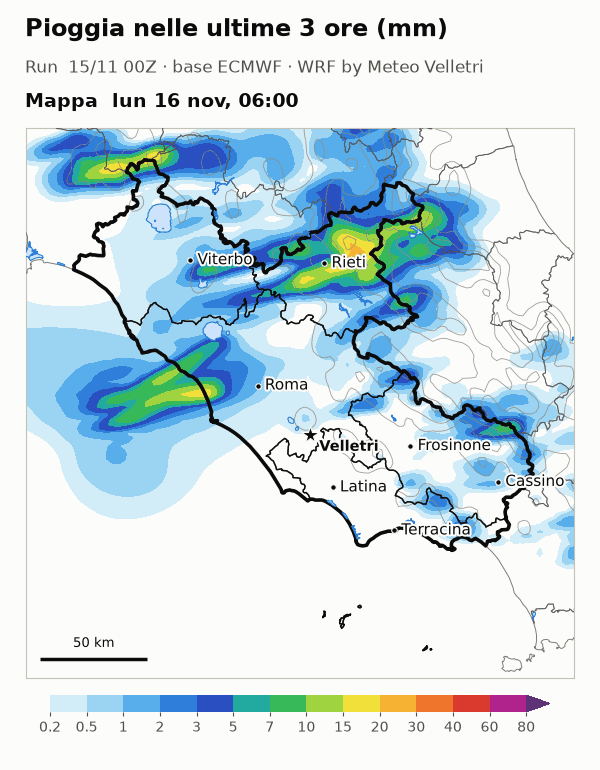 Pioggia nelle ultime 3 ore (mm)
Run  15/11 00Z · base ECMWF · WRF by Meteo Velletri
Mappa  lun 16 nov, 06:00
Viterbo
Rieti
Roma
Velletri
Frosinone
Cassino
Latina
Terracina
50 km
0.2 0.5 1 2 3 5 7 10 15 20 30 40 60 80